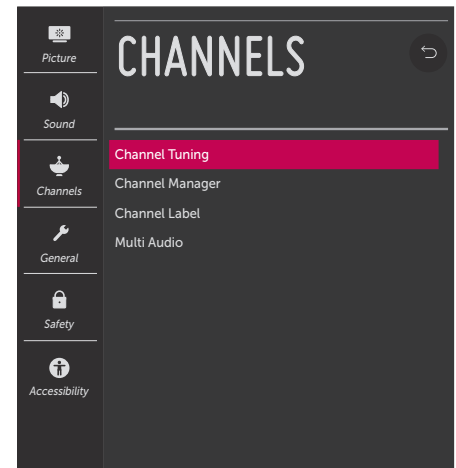 Picture
Sound
Channels
General
Safety
Accessibility
CHANNELS
Channel Tuning
Channel Manager
Channel Label
Multi Audio